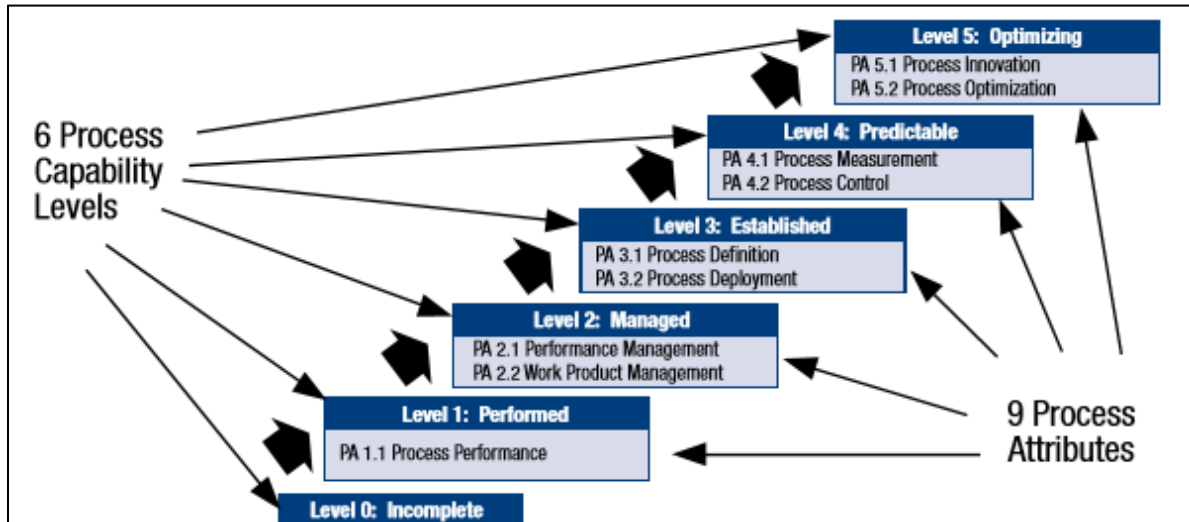 Level 5: Optimizing
PA 5.1 Process Innovation
PA 5.2 Process Optimization
6 Process
Capability
Levels
Level 4: Predictable
PA 4.1 Process Measurement
PA 4.2 Process Control
Level 3: Established
PA 3.1 Process Definition
PA 3.2 Process Deployment
Level 2: Managed
PA 2.1 Performance Management
PA 2.2 Work Product Management
9 Process
Attributes
Level 1: Performed
PA 1.1 Process Performance
Level 0: Incomplete